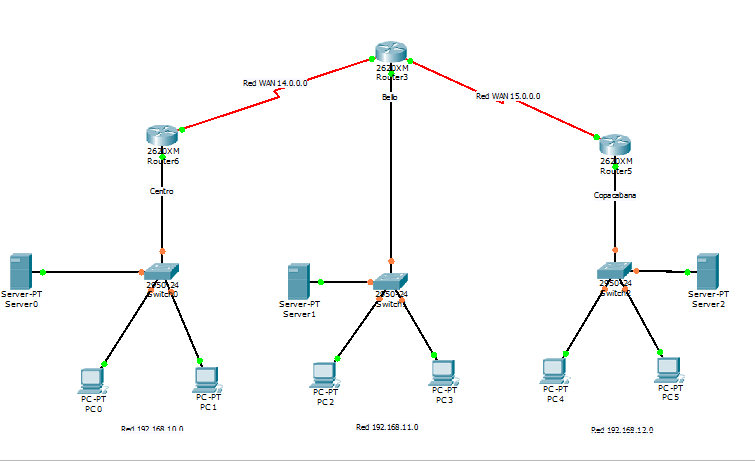 2620XM
Router3
Bello
Red WAN 14.0.0.0
Red WAN 15.0.0.0
2620XM
Router6
Centro
2620XM
Router5
Copacabana
Server-PT
Server0
2950-24
Switch0
Server-PT
Server1
2950-24
Switch1
2950-24
Switch2
Server-PT
Server2
PC-PT
PC0
PC-PT
PC1
PC-PT
PC2
PC-PT
PC3
PC-PT
PC4
PC-PT
PC5
Red 192.168.10.0
Red 192.168.11.0
Red 192.168.12.0